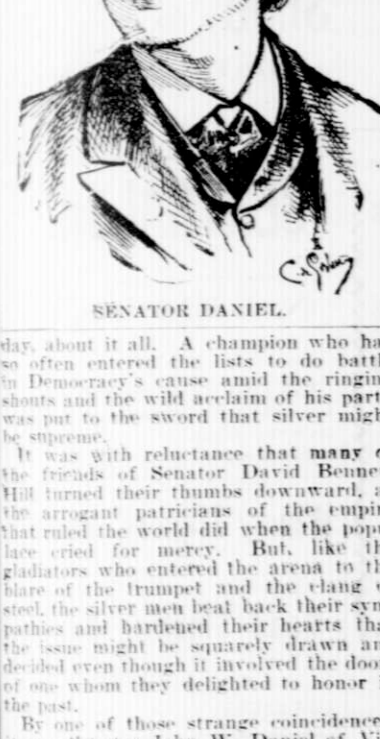 SENATOR DANIEL.
day, about it all. A champion who ha
so often entered the lists to do battl
in Democracy's cause amid the ringin
shouts and the wild acclaim of his part
was put to the sword that silver migh
be supreme.
It was with reluctance that many o
the friends of Senator David Benne
Hill turned their thumbs downward, a
the arrogant patricians of the empir
that ruled the world did when the popu
lace cried for mercy. But, like th
gladiators who entered the arena to th
blare of the trumpet and the clang
steel, the silver men beat back their sym
pathies and hardened their hearts tha
the issue might be squarely drawn an
decided even though it involved the doo
of one whom they delighted to honor i
the past.
By one of those strange coincidence
John W. Daniel of Vi